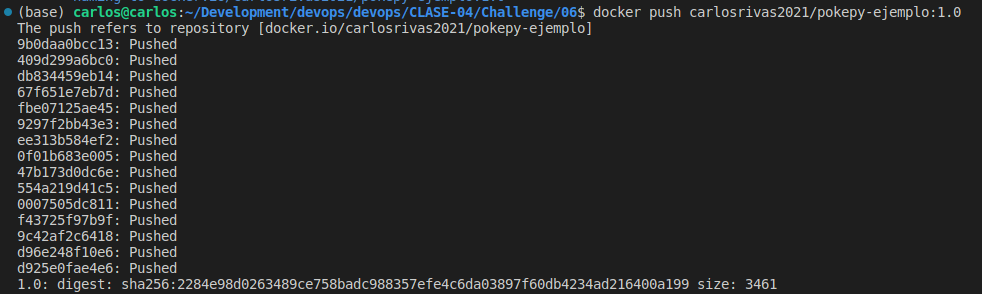 (base) carlos@carlos:~/Development/devops/devops/CLASE-04/Challenge/06$ docker push carlosrivas2021/pokepy-ejemplo:1.0
The push refers to repository [docker.io/carlosrivas2021/pokepy-ejemplo]
9b0daa0bcc13: Pushed
409d299a6bc0: Pushed
db834459eb14: Pushed
67f651e7eb7d: Pushed
fbe07125ae45: Pushed
9297f2bb43e3: Pushed
ee313b584ef2: Pushed
0f01b683e005: Pushed
47b173d0dc6e: Pushed
554a219d41c5: Pushed
0007505dc811: Pushed
f43725f97b9f: Pushed
9c42af2c6418: Pushed
d96e248f10e6: Pushed
d925e0fae4e6: Pushed
1.0: digest: sha256:2284e98d0263489ce758badc988357efe4c6da03897f60db4234ad216400a199 size: 3461